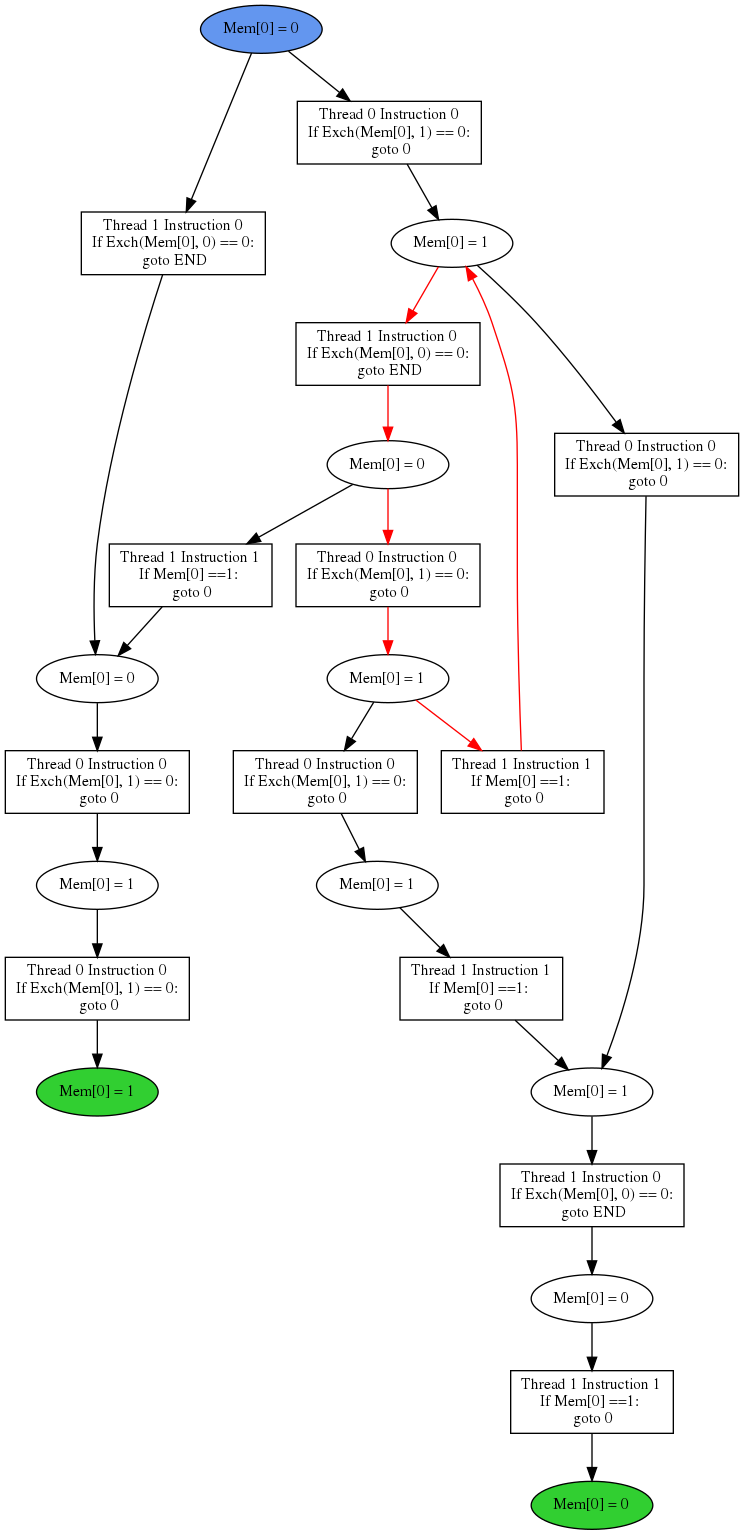 Mem[0] = 0
Thread 0 Instruction 0
If Exch(Mem[0], 1) == 0:
goto 0
Thread 1 Instruction 0
If Exch(Mem[0], 0) == 0:
goto END
Mem[0] = 1
Thread 1 Instruction 0
If Exch(Mem[0], 0) == 0:
goto END
Thread 0 Instruction 0
If Exch(Mem[0], 1) == 0:
goto 0
Mem[0] = 0
Thread 1 Instruction 1
If Mem[0] ==1:
goto 0
Thread 0 Instruction 0
If Exch(Mem[0], 1) == 0:
goto 0
Mem[0] = 0
Mem[0] = 1
Thread 0 Instruction 0
If Exch(Mem[0], 1) == 0:
goto 0
Thread 0 Instruction 0
If Exch(Mem[0], 1) == 0:
goto 0
Thread 1 Instruction 1
If Mem[0] ==1:
goto 0
Mem[0] = 1
Mem[0] = 1
Thread 0 Instruction 0
If Exch(Mem[0], 1) == 0:
goto 0
Thread 1 Instruction 1
If Mem[0] ==1:
goto 0
Mem[0] = 1
Mem[0] = 1
Thread 1 Instruction 0
If Exch(Mem[0], 0) == 0:
goto END
Mem[0] = 0
Thread 1 Instruction 1
If Mem[0] ==1:
goto 0
Mem[0] = 0